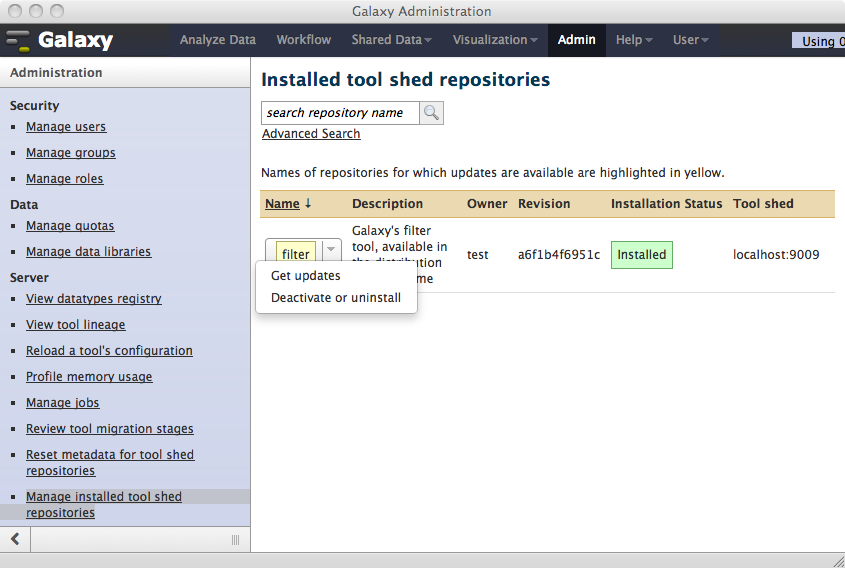 Galaxy Administration
Galaxy
Analyze Data Workflow Shared Data Visualization Admin Help User Using 0
Administration
Security
Manage users
Manage groups
Manage roles
Data
Manage quotas
Manage data libraries
Server
View datatypes registry
View tool lineage
Reload a tool's configuration
Profile memory usage
Manage jobs
Review tool migration stages
Reset metadata for tool shed
repositories
Manage installed tool shed
repositories
Installed tool shed repositories
search repository name
Advanced Search
Names of repositories for which updates are available are highlighted in yellow.
Name ↓ Description Owner Revision Installation Status Tool shed
Galaxy's filter
tool, available in
the distribution
filter test a6f1b4f6951c Installed localhost:9009
Get updates
Deactivate or uninstall